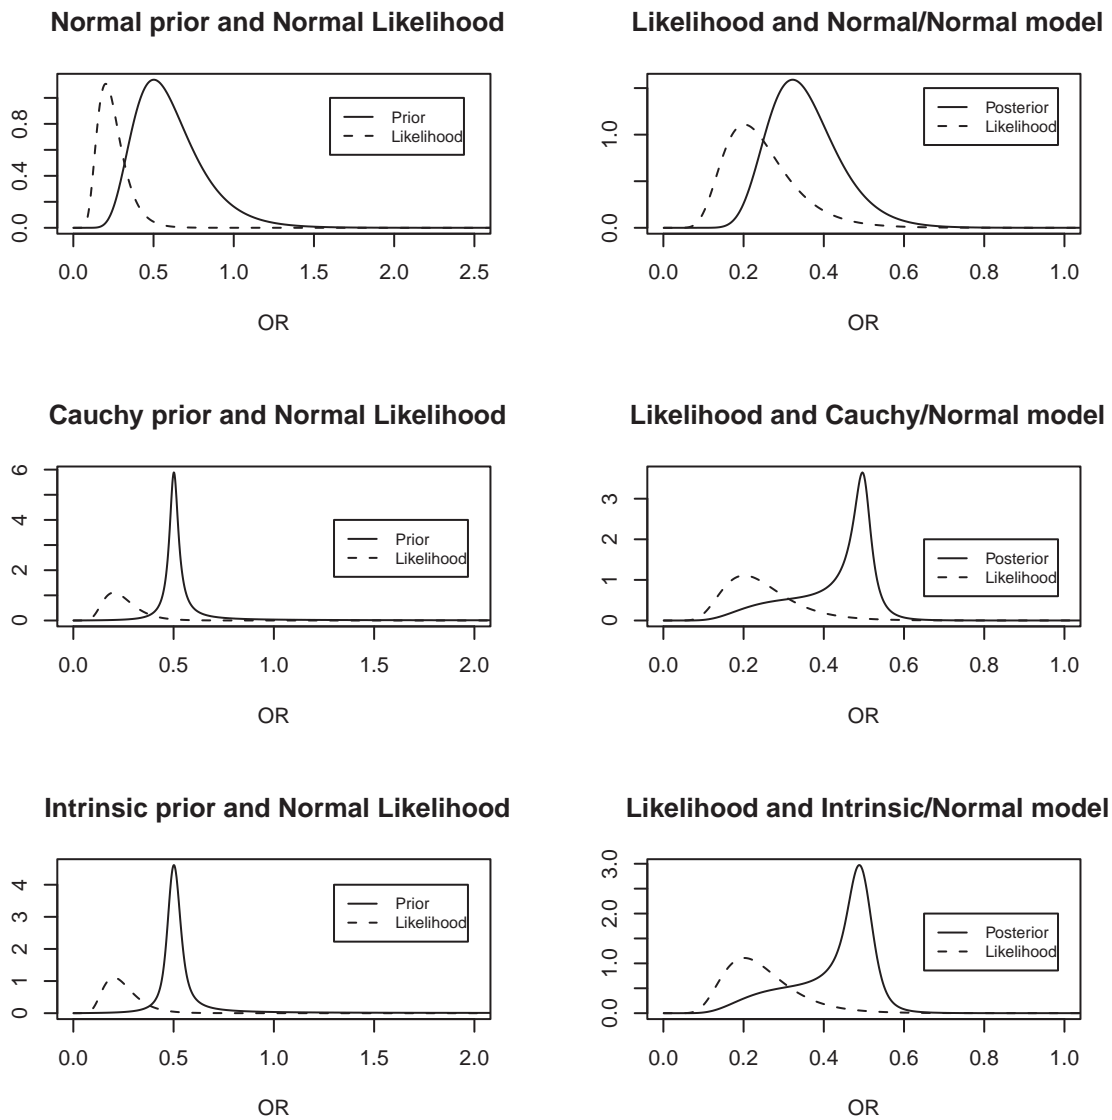 Normal prior and Normal Likelihood
0.0 0.4 0.8
Prior
Likelihood
0.0 0.5 1.0 1.5 2.0 2.5
OR
Likelihood and Normal/Normal model
0.0 1.0
Posterior
Likelihood
0.0 0.2 0.4 0.6 0.8 1.0
OR
Cauchy prior and Normal Likelihood
0 2 4 6
Prior
Likelihood
0.0 0.5 1.0 1.5 2.0
OR
Likelihood and Cauchy/Normal model
0 1 2 3
Posterior
Likelihood
0.0 0.2 0.4 0.6 0.8 1.0
OR
Intrinsic prior and Normal Likelihood
0 1 2 3 4
Prior
Likelihood
0.0 0.5 1.0 1.5 2.0
OR
Likelihood and Intrinsic/Normal model
0.0 1.0 2.0 3.0
Posterior
Likelihood
0.0 0.2 0.4 0.6 0.8 1.0
OR